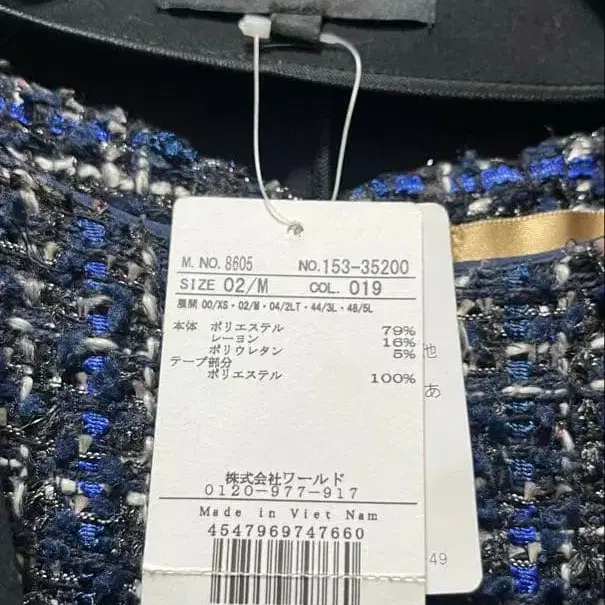 M. NO. 8605 NO.153-35200
SIZE 02/M COL. 019
展開 00/XS・02/M・04/2LT・44/3L・48/5L
本体 ポリエステル 79%
レーヨン 16%
ポリウレタン 5%
テープ部分
ポリエステル 100%
株式会社ワールド
0120-977-917
Made in Viet Nam
4547969747660
他
あ
49